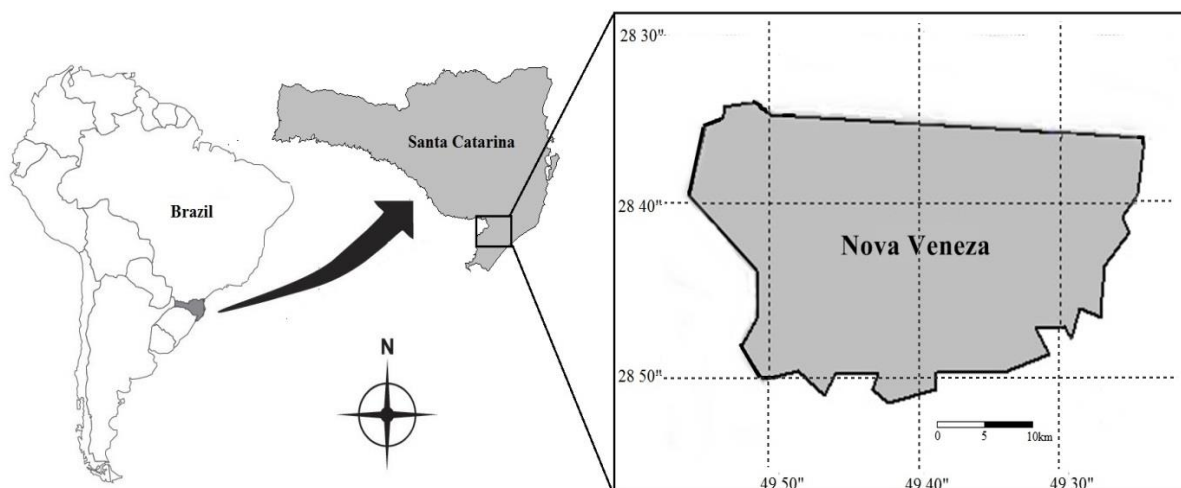 Brazil
Santa Catarina
N
28 30"
28 40"
28 50"
Nova Veneza
0 5 10km
49 50" 49 40" 49 30"